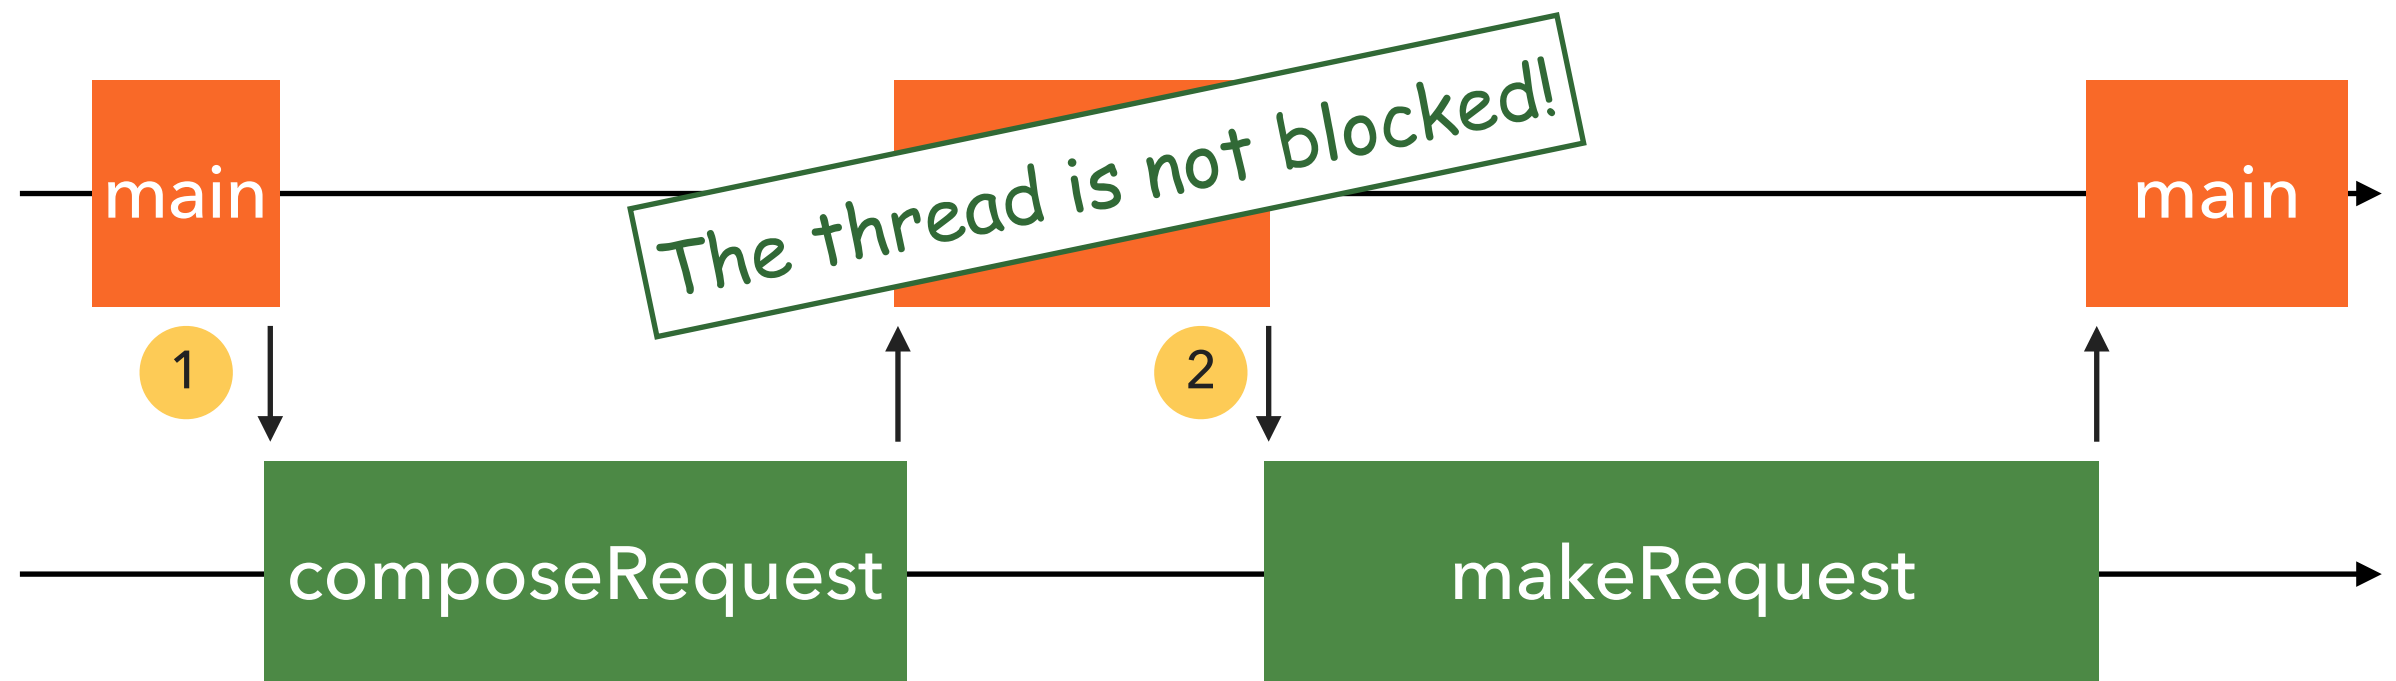 The thread is not blocked!
main
main
1
2
composeRequest
makeRequest